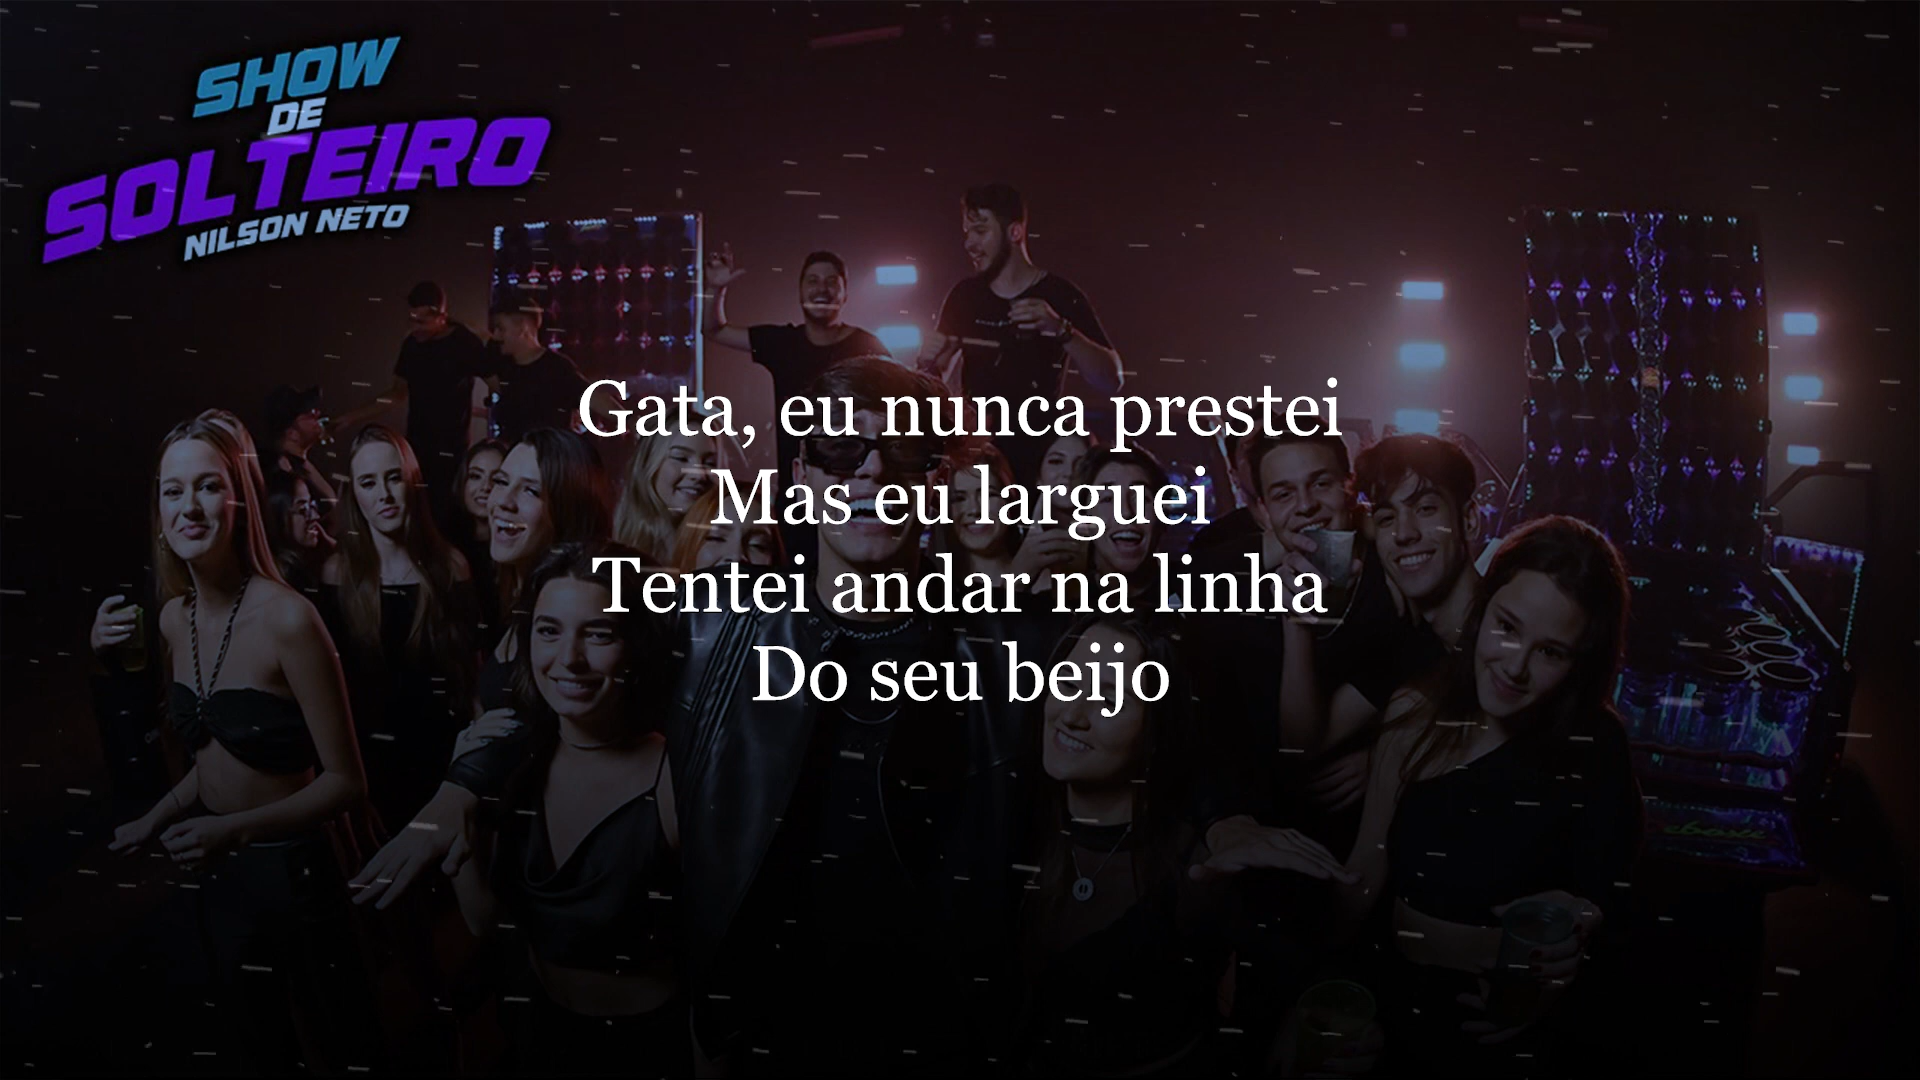 SHOW
DE
SOLTEIRO
NILSON NETO
Gata, eu nunca prestei
Mas eu larguei
Tentei andar na linha
Do seu beijo